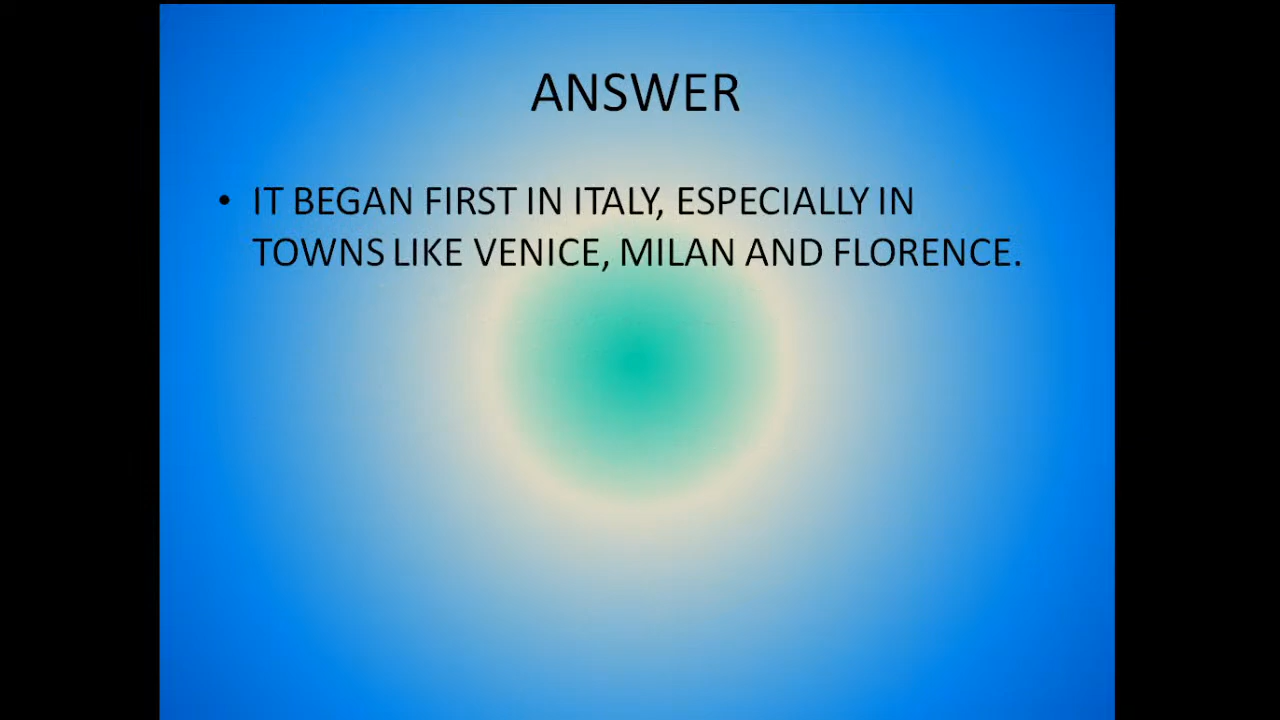 ANSWER
• IT BEGAN FIRST IN ITALY, ESPECIALLY IN
TOWNS LIKE VENICE, MILAN AND FLORENCE.